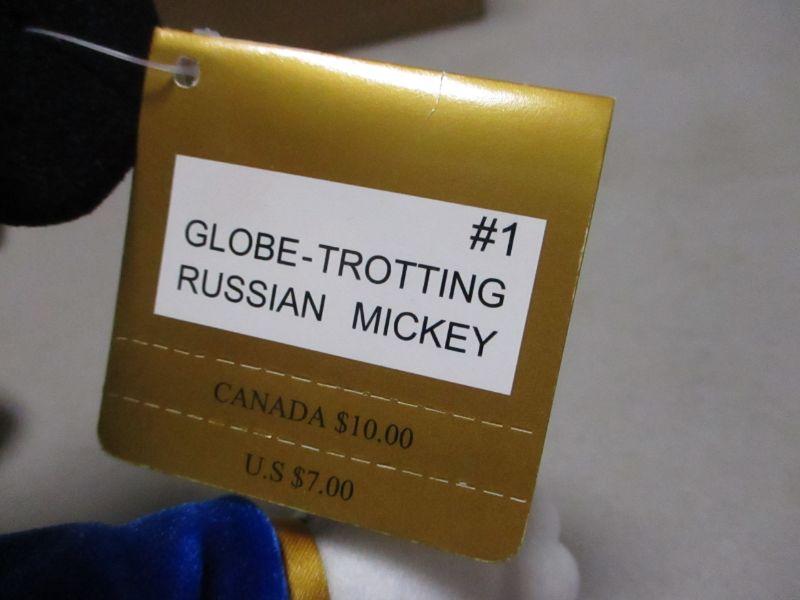 #1
GLOBE-TROTTING
RUSSIAN MICKEY
CANADA $10.00
U.S $7.00